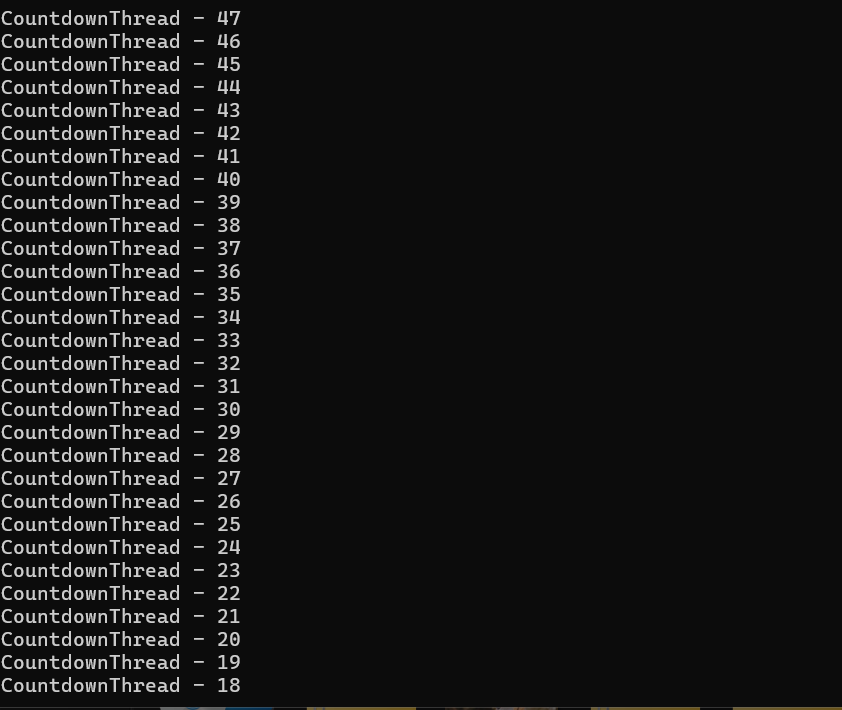 CountdownThread - 47
CountdownThread - 46
CountdownThread - 45
CountdownThread - 44
CountdownThread - 43
CountdownThread - 42
CountdownThread - 41
CountdownThread - 40
CountdownThread - 39
CountdownThread - 38
CountdownThread - 37
CountdownThread - 36
CountdownThread - 35
CountdownThread - 34
CountdownThread - 33
CountdownThread - 32
CountdownThread - 31
CountdownThread - 30
CountdownThread - 29
CountdownThread - 28
CountdownThread - 27
CountdownThread - 26
CountdownThread - 25
CountdownThread - 24
CountdownThread - 23
CountdownThread - 22
CountdownThread - 21
CountdownThread - 20
CountdownThread - 19
CountdownThread - 18